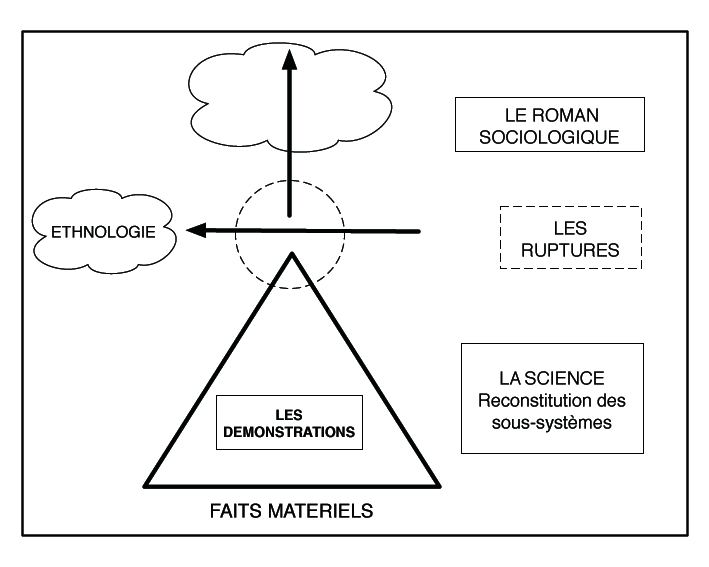 LE ROMAN
SOCIOLOGIQUE
ETHNOLOGIE
LES
RUPTURES
LA SCIENCE
Reconstitution des
sous-systèmes
LES
DEMONSTRATIONS
FAITS MATERIELS